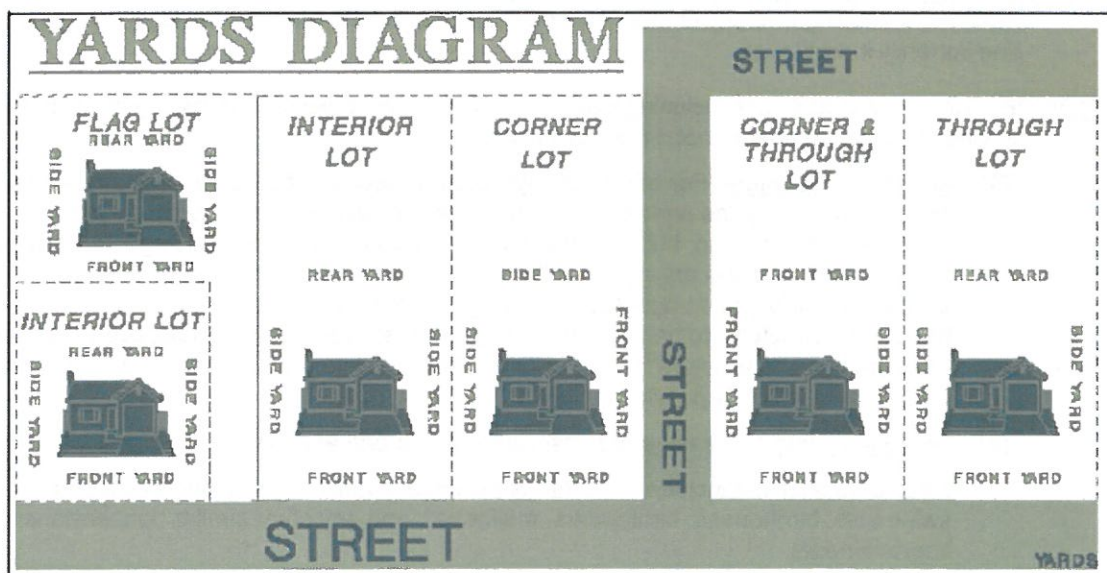 YARDS DIAGRAM
STREET
FLAG LOT
REAR YARD
SIDE YARD
SIDE YARD
FRONT YARD
INTERIOR LOT
REAR YARD
SIDE YARD
SIDE YARD
FRONT YARD
INTERIOR
LOT
REAR YARD
SIDE YARD
SIDE YARD
FRONT YARD
CORNER
LOT
SIDE YARD
SIDE YARD
FRONT YARD
FRONT YARD
STREET
CORNER &
THROUGH
LOT
FRONT YARD
FRONT YARD
SIDE YARD
FRONT YARD
THROUGH
LOT
REAR YARD
SIDE YARD
SIDE YARD
FRONT YARD
STREET
YARDS